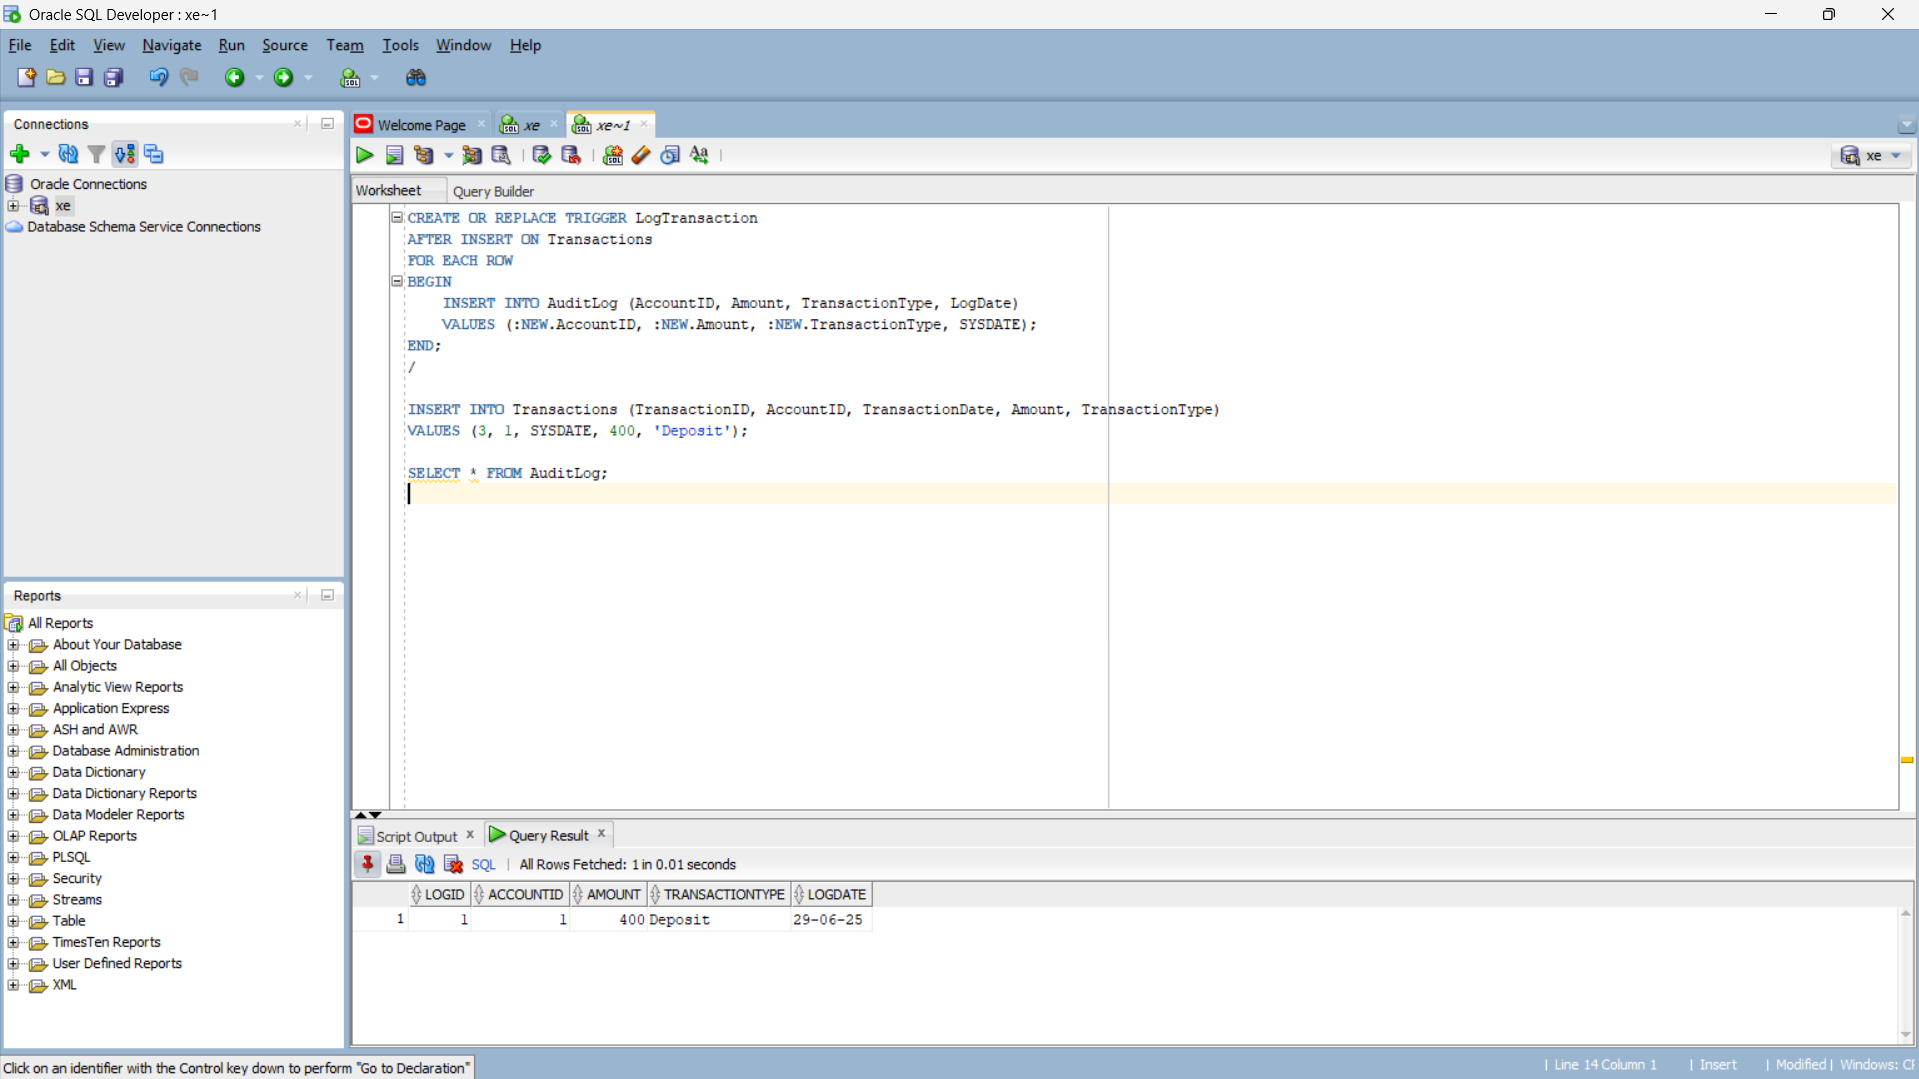 Oracle SQL Developer : xe~1
File Edit View Navigate Run Source Team Tools Window Help
Connections
Oracle Connections
xe
Database Schema Service Connections
Reports
All Reports
About Your Database
All Objects
Analytic View Reports
Application Express
ASH and AWR
Database Administration
Data Dictionary
Data Dictionary Reports
Data Modeler Reports
OLAP Reports
PLSQL
Security
Streams
Table
TimesTen Reports
User Defined Reports
XML
Welcome Page xe xe~1
xe
Worksheet Query Builder
CREATE OR REPLACE TRIGGER LogTransaction
AFTER INSERT ON Transactions
FOR EACH ROW
BEGIN
INSERT INTO AuditLog (AccountID, Amount, TransactionType, LogDate)
VALUES (:NEW.AccountID, :NEW.Amount, :NEW.TransactionType, SYSDATE);
END;
/
INSERT INTO Transactions (TransactionID, AccountID, TransactionDate, Amount, TransactionType)
VALUES (3, 1, SYSDATE, 400, 'Deposit');
SELECT * FROM AuditLog;
Script Output Query Result
SQL | All Rows Fetched: 1 in 0.01 seconds
LOGID ACCOUNTID AMOUNT TRANSACTIONTYPE LOGDATE
1 1 1 400 Deposit 29-06-25
Click on an identifier with the Control key down to perform "Go to Declaration"
| Line 14 Column 1 | Insert | Modified | Windows: